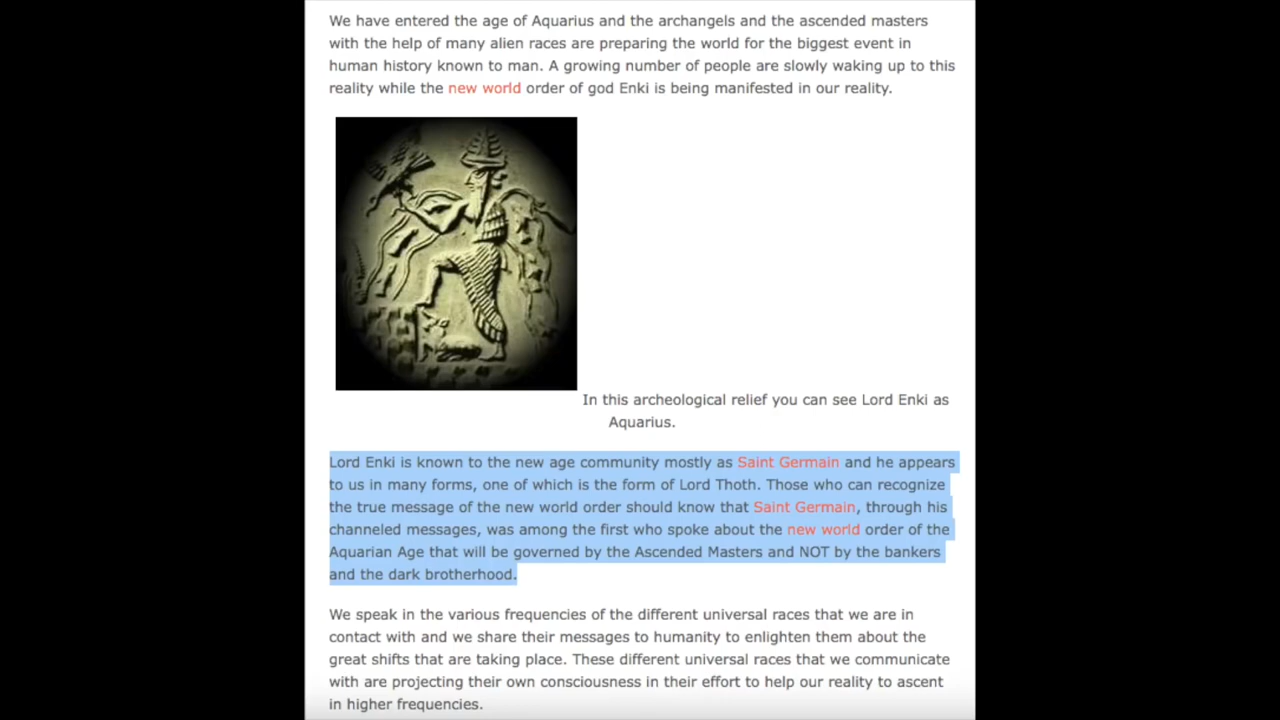 We have entered the age of Aquarius and the archangels and the ascended masters
with the help of many alien races are preparing the world for the biggest event in
human history known to man. A growing number of people are slowly waking up to this
reality while the new world order of god Enki is being manifested in our reality.
In this archeological relief you can see Lord Enki as
Aquarius.
Lord Enki is known to the new age community mostly as Saint Germain and he appears
to us in many forms, one of which is the form of Lord Thoth. Those who can recognize
the true message of the new world order should know that Saint Germain, through his
channeled messages, was among the first who spoke about the new world order of the
Aquarian Age that will be governed by the Ascended Masters and NOT by the bankers
and the dark brotherhood.
We speak in the various frequencies of the different universal races that we are in
contact with and we share their messages to humanity to enlighten them about the
great shifts that are taking place. These different universal races that we communicate
with are projecting their own consciousness in their effort to help our reality to ascent
in higher frequencies.